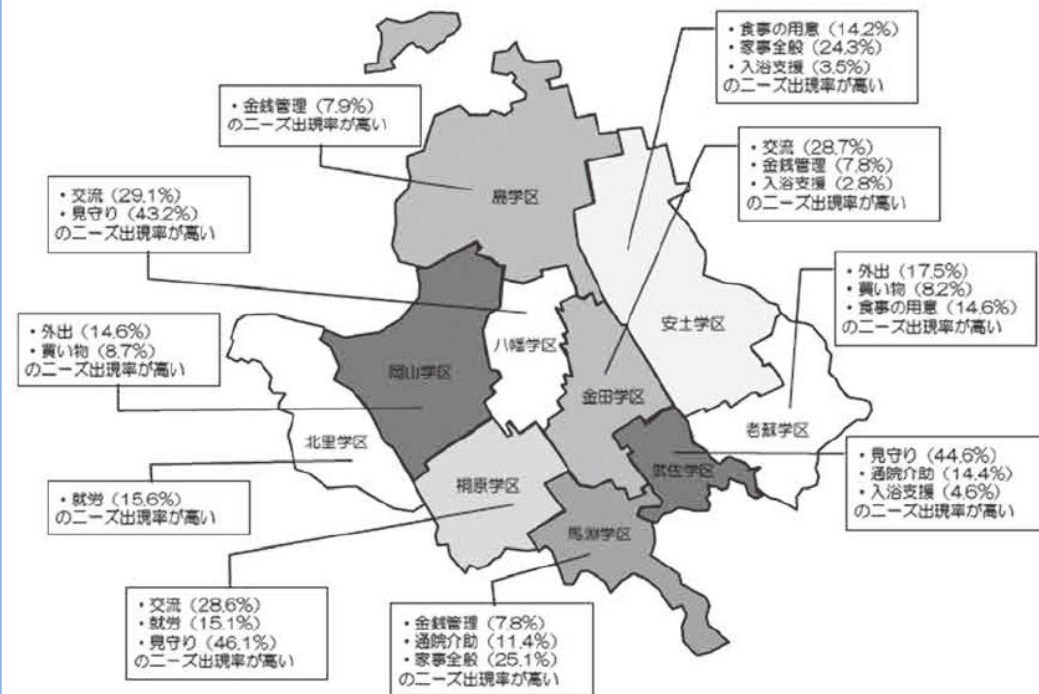 ・食事の用意（14.2%）
・家事全般（24.3%）
・入浴支援（3.5%）
のニーズ出現率が高い
・金銭管理（7.9%）
のニーズ出現率が高い
・交流（28.7%）
・金銭管理（7.8%）
・入浴支援（2.8%）
のニーズ出現率が高い
・交流（29.1%）
・見守り（43.2%）
のニーズ出現率が高い
島学区
・外出（17.5%）
・買い物（8.2%）
・食事の用意（14.6%）
のニーズ出現率が高い
・外出（14.6%）
・買い物（8.7%）
のニーズ出現率が高い
安土学区
八幡学区
岡山学区
金田学区
老蘇学区
北里学区
武佐学区
桐原学区
・見守り（44.6%）
・通院介助（14.4%）
・入浴支援（4.6%）
のニーズ出現率が高い
・就労（15.6%）
のニーズ出現率が高い
馬淵学区
・交流（28.6%）
・就労（15.1%）
・見守り（46.1%）
のニーズ出現率が高い
・金銭管理（7.8%）
・通院介助（11.4%）
・家事全般（25.1%）
のニーズ出現率が高い